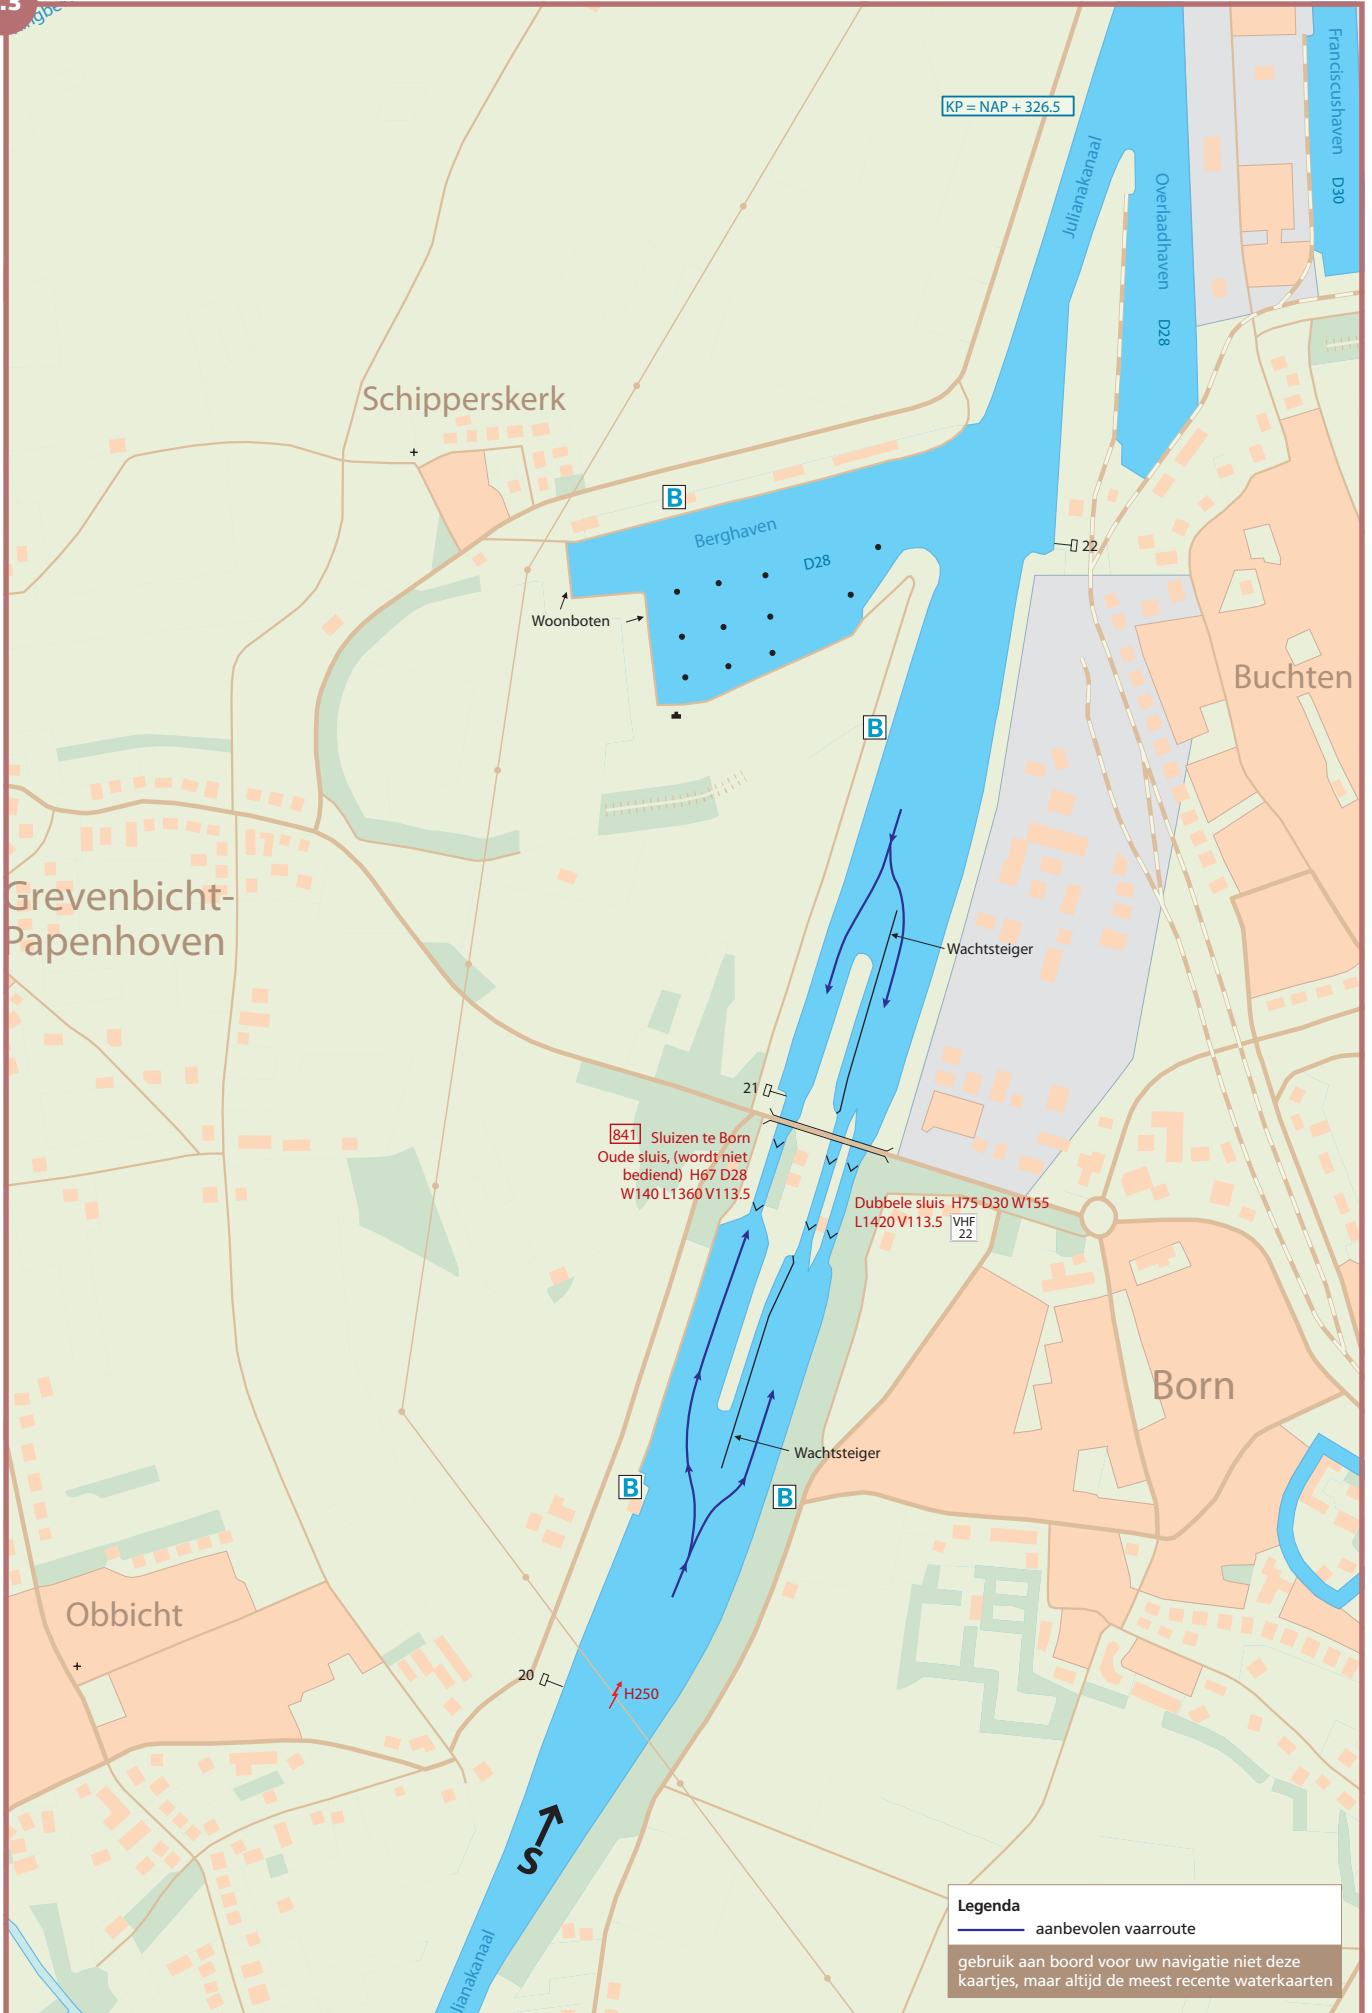 .3
KP = NAP + 326.5
Julianakanaal
Overlaadhaven D28
Franciscushaven D30
Schipperskerk
B
Berghaven
D28
22
Woonboten
Buchten
B
Grevenbicht-
Papenhoven
Wachtsteiger
21
841 Sluizen te Born
Oude sluis, (wordt niet
bediend) H67 D28
W140 L1360 V113.5
Dubbele sluis H75 D30 W155
L1420 V113.5
VHF
22
Born
Wachtsteiger
B
B
Obbicht
20
H250
S
lianakanaal
Legenda
aanbevolen vaarroute
gebruik aan boord voor uw navigatie niet deze
kaartjes, maar altijd de meest recente waterkaarten